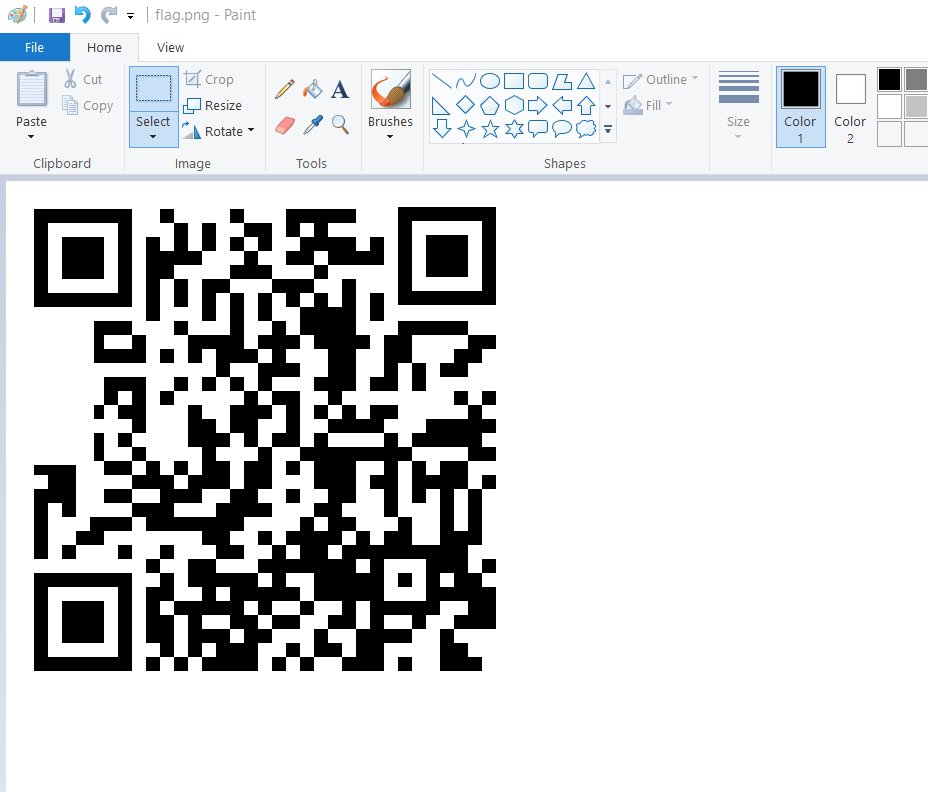 flag.png - Paint
File Home View
Paste
Cut
Copy
Clipboard
Select
Crop
Resize
Rotate
Image
A
Tools
Brushes
Shapes
Outline
Fill
Size
Color 1
Color 2